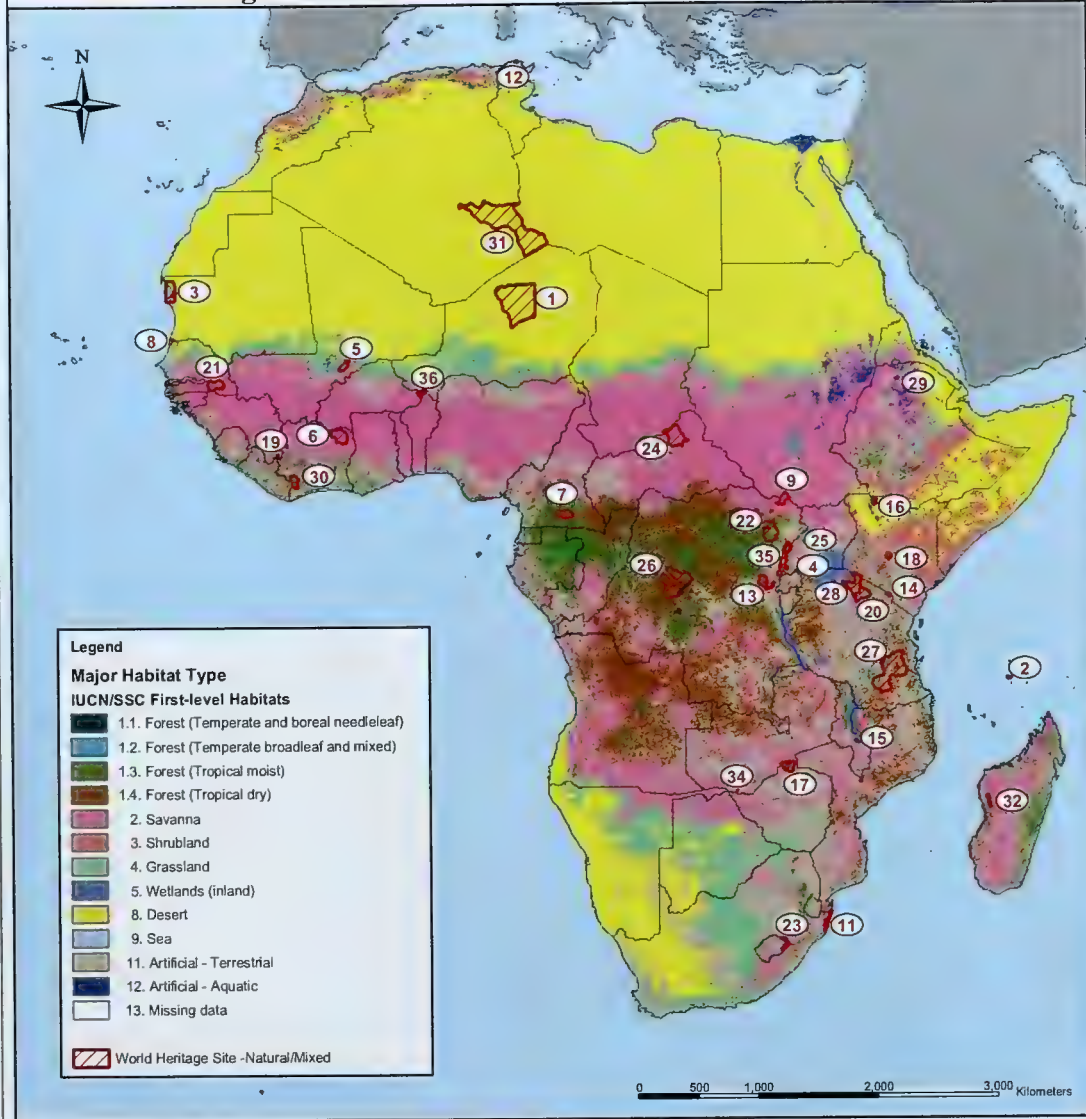 N
12
31
3
1
8
5
21
36
29
19
6
24
30
9
7
16
22
25
35
18
26
4
13
14
28
20
27
2
15
34
17
32
23
11
Legend
Major Habitat Type
IUCN/SSC First-level Habitats
1.1. Forest (Temperate and boreal needleleaf)
1.2. Forest (Temperate broadleaf and mixed)
1.3. Forest (Tropical moist)
1.4. Forest (Tropical dry)
2. Savanna
3. Shrubland
4. Grassland
5. Wetlands (inland)
8. Desert
9. Sea
11. Artificial - Terrestrial
12. Artificial - Aquatic
13. Missing data
World Heritage Site -Natural/Mixed
0 500 1,000 2,000 3,000 Kilometers